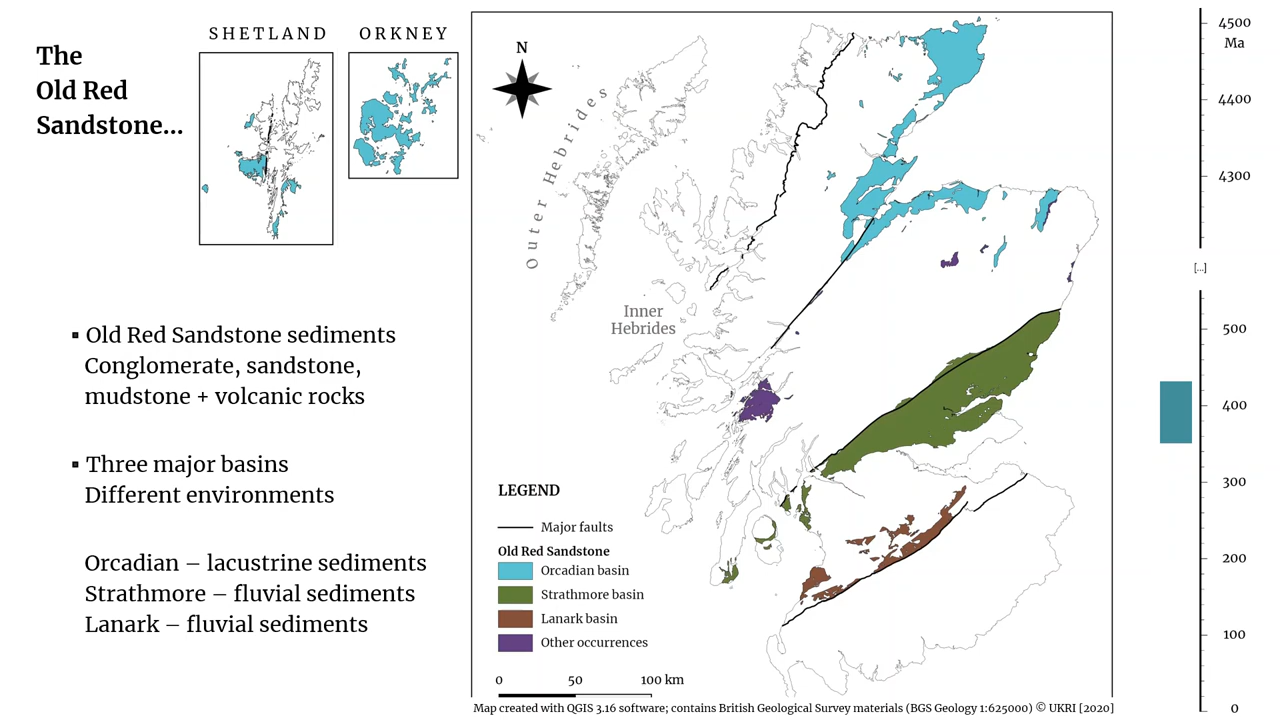 The
Old Red
Sandstone...
SHETLAND
ORKNEY
▪ Old Red Sandstone sediments
Conglomerate, sandstone,
mudstone + volcanic rocks
▪ Three major basins
Different environments
Orcadian – lacustrine sediments
Strathmore – fluvial sediments
Lanark – fluvial sediments
N
Outer Hebrides
Inner
Hebrides
LEGEND
Major faults
Old Red Sandstone
Orcadian basin
Strathmore basin
Lanark basin
Other occurrences
0 50 100 km
Map created with QGIS 3.16 software; contains British Geological Survey materials (BGS Geology 1:625000) © UKRI [2020]
4500
Ma
4400
4300
[...]
500
400
300
200
100
0